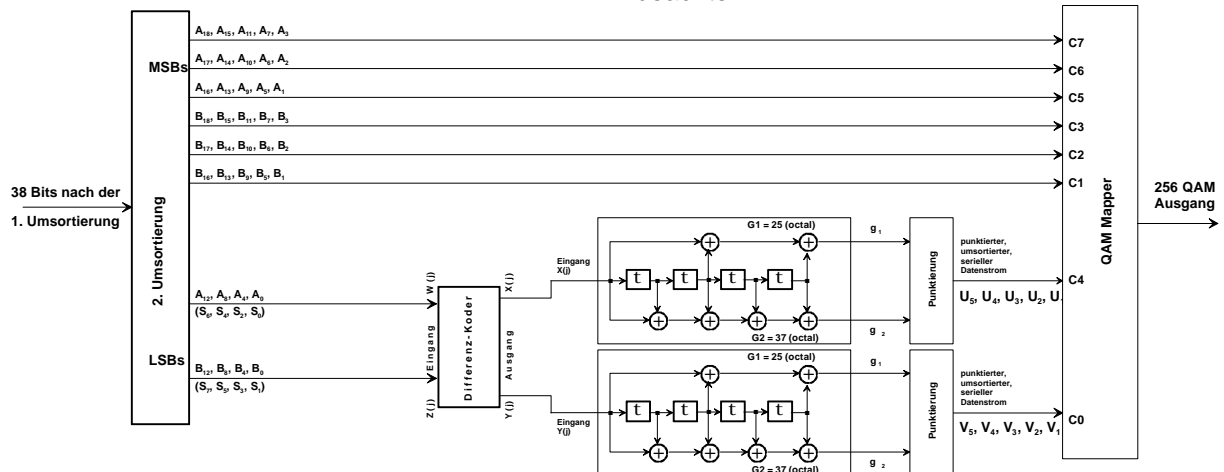 A18, A15, A11, A7, A3
C7
MSBs
A17, A14, A10, A6, A2
C6
A16, A13, A9, A5, A1
C5
B18, B15, B11, B7, B3
C3
B17, B14, B10, B6, B2
C2
B16, B13, B9, B5, B1
C1
38 Bits nach der
1. Umsortierung
2. Umsortierung
QAM Mapper
256 QAM
Ausgang
LSBs
A12, A8, A4, A0
(S6, S4, S2, S0)
B12, B8, B4, B0
(S7, S5, S3, S1)
W(j)
Eingang
Z(j)
Differenz-Koder
X(j)
Ausgang
Y(j)
Eingang
X(j)
G1 = 25 (octal)
t t t t
G2 = 37 (octal)
g 1
g 2
Punktierung
punktierter,
umsortierter,
serieller
Datenstrom
U5, U4, U3, U2, U
C4
Eingang
Y(j)
G1 = 25 (octal)
t t t t
G2 = 37 (octal)
g 1
g 2
Punktierung
punktierter,
umsortierter,
serieller
Datenstrom
V5, V4, V3, V2, V1
C0